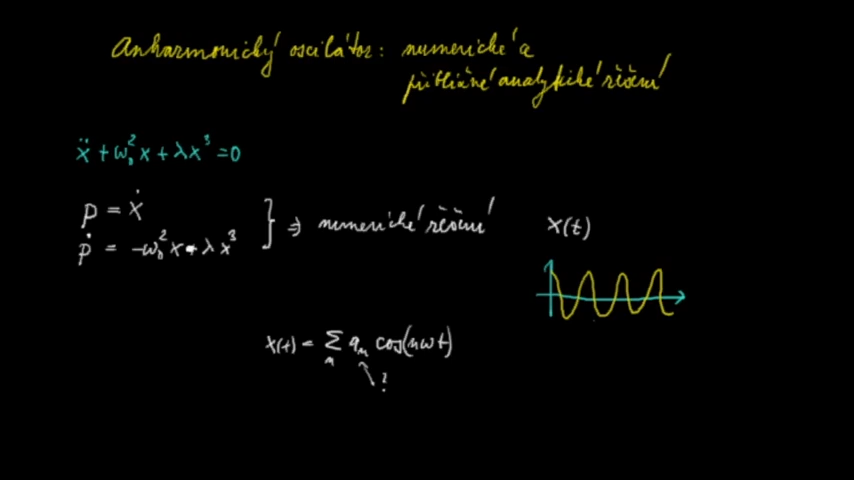 Anharmonický oscilátor: numerické a
přibližné analytické řešení
ẍ + ω₀²x + λx³ = 0
p = ẋ
ṗ = -ω₀²x - λx³ } ⇒ numerické řešení x(t)
x(t) = Σₙ aₙ cos(nωt)
?